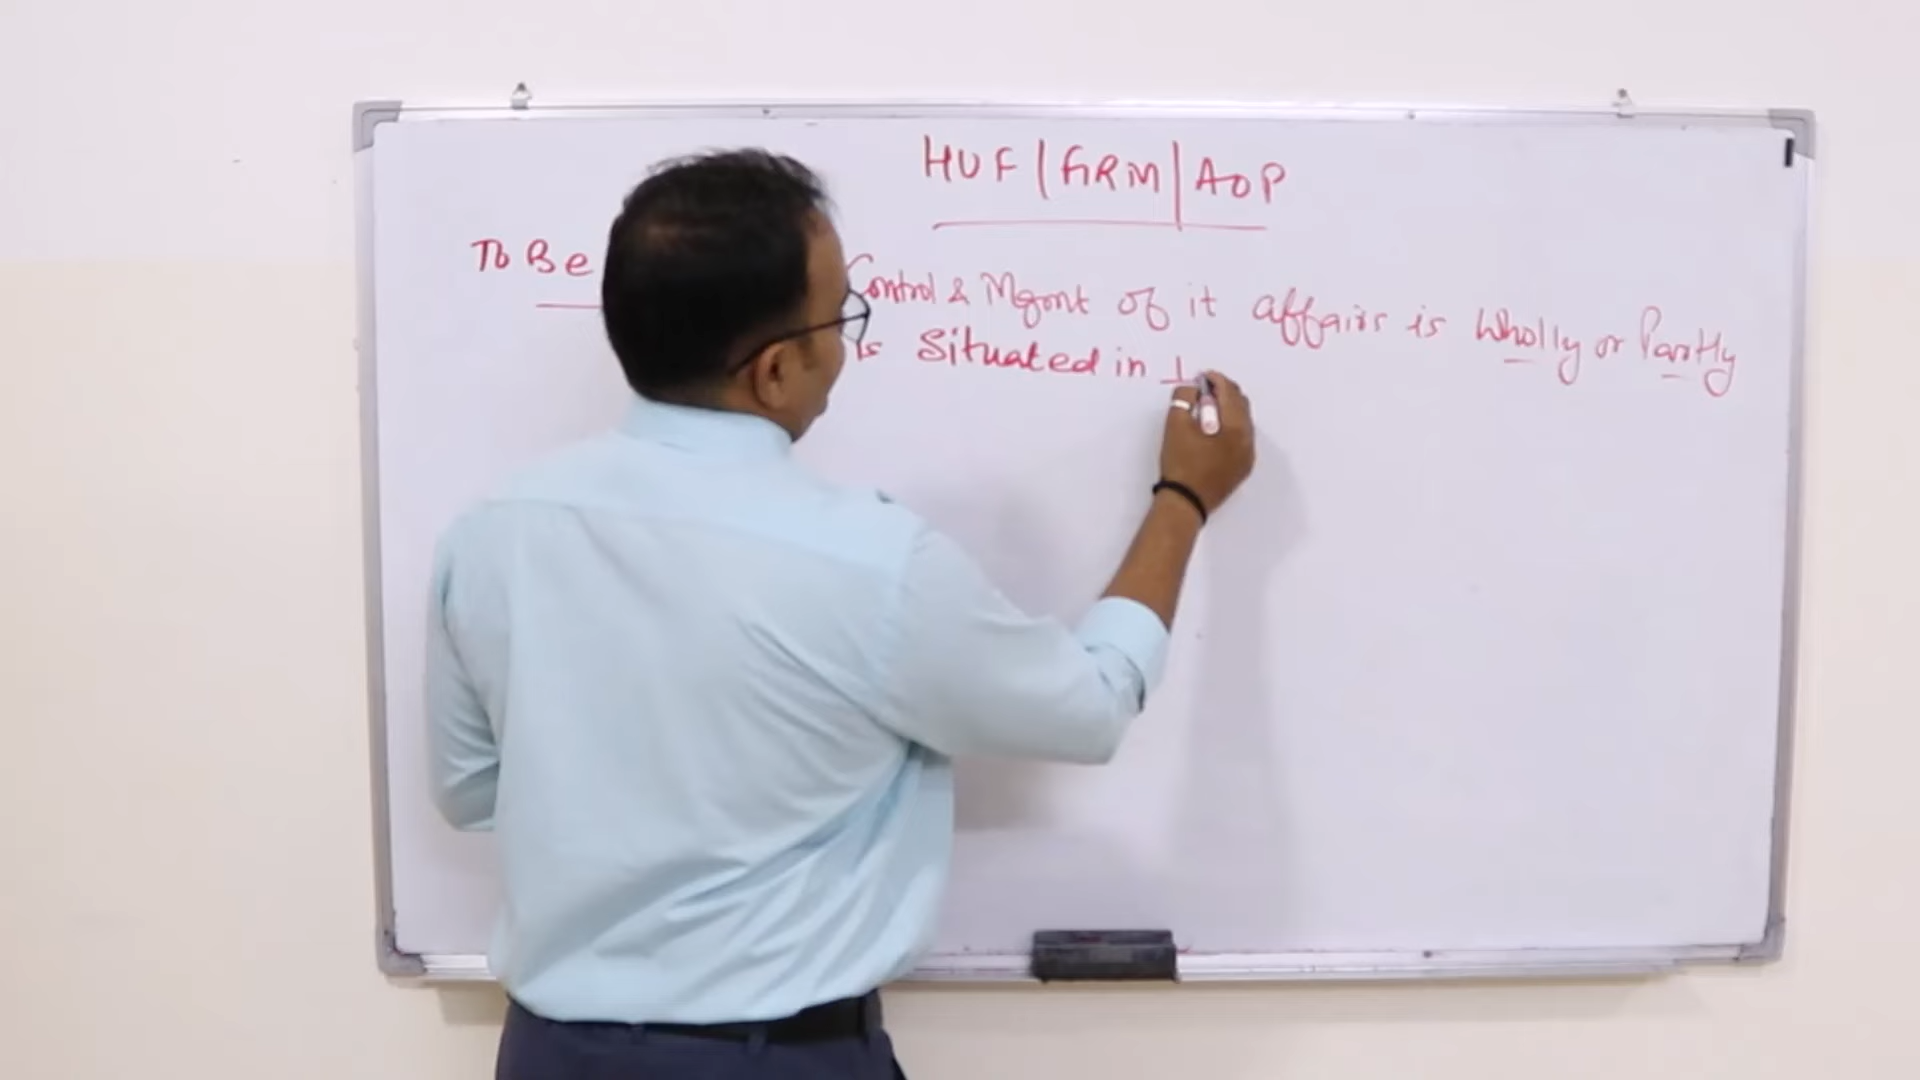 HUF | FIRM | AOP
To Be
Control & Mgmt of it affairs is Wholly or Partly
is Situated in I